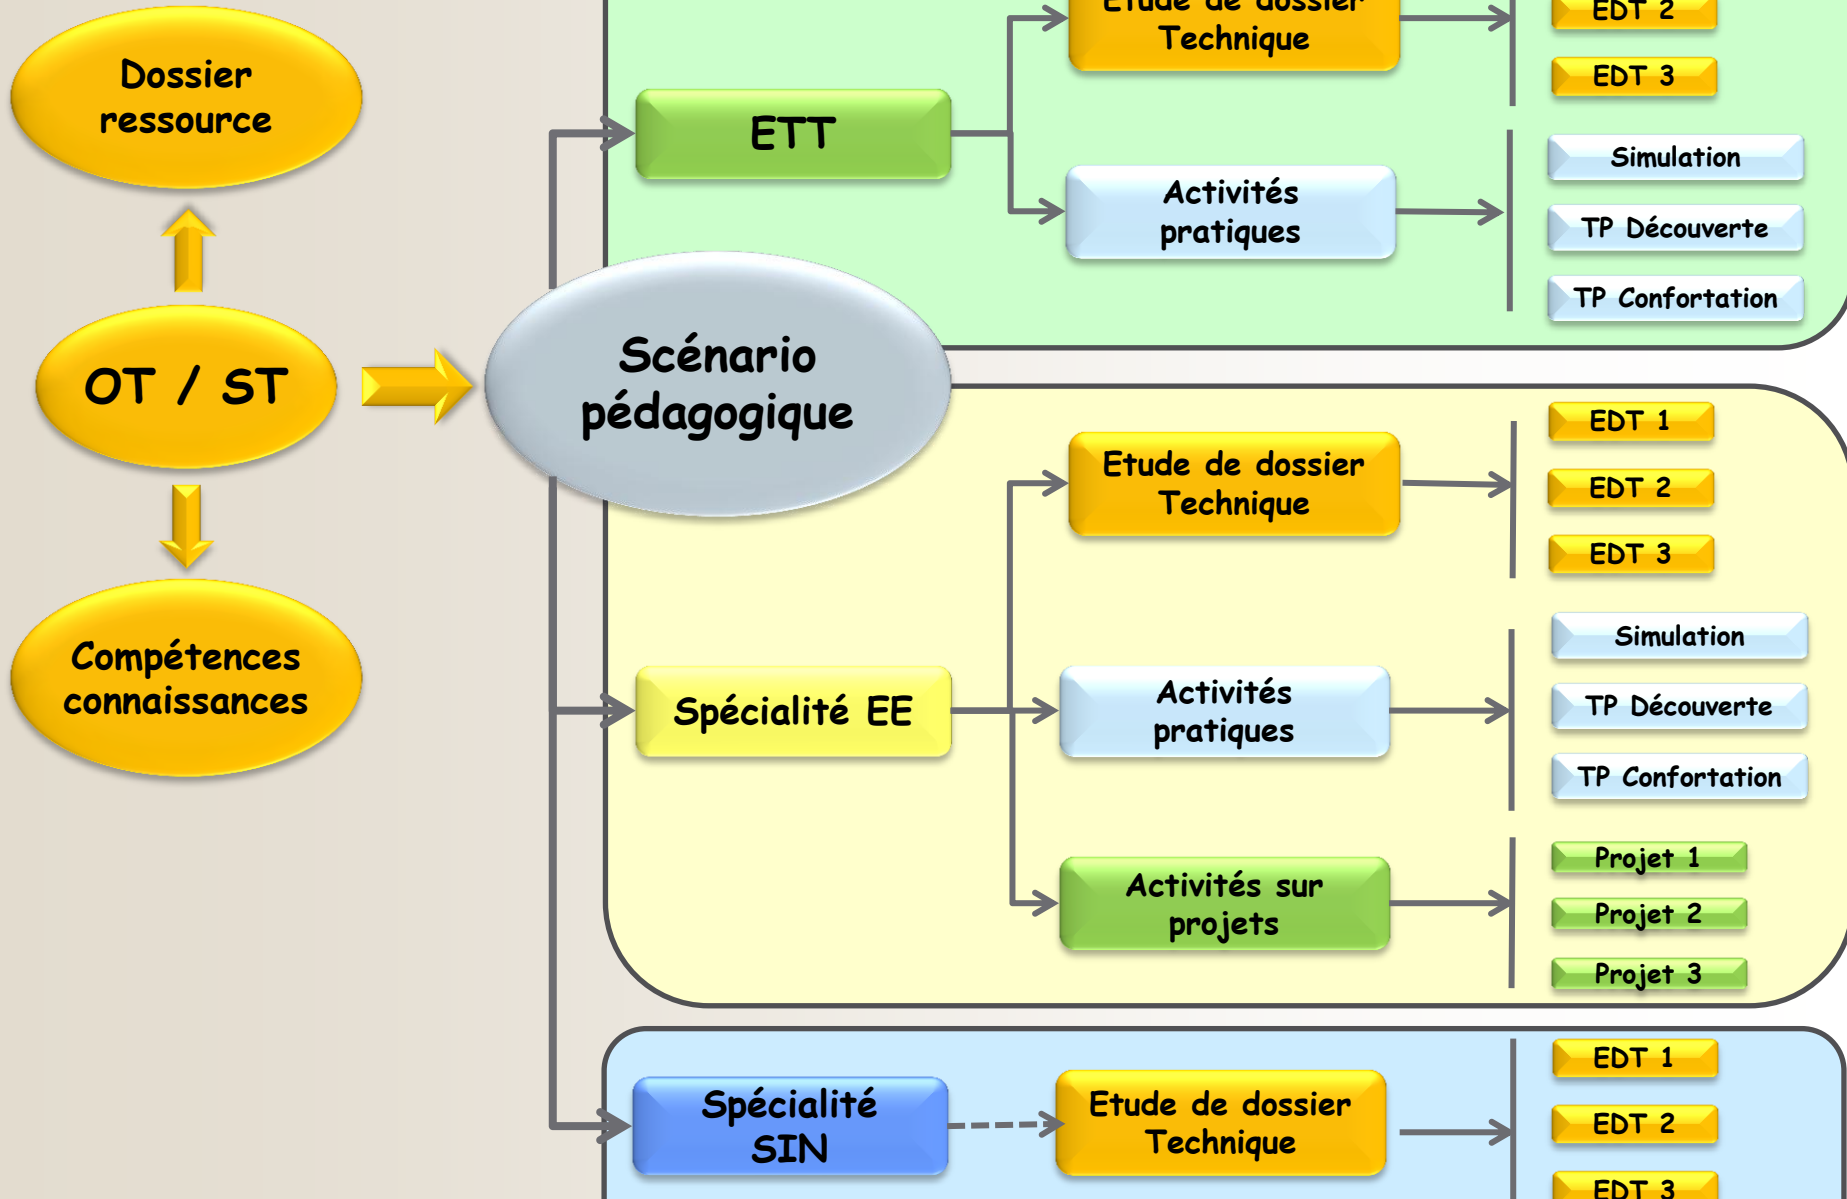 Dossier
ressource
OT / ST
Compétences
connaissances
Scénario
pédagogique
ETT
Etude de dossier
Technique
EDT 2
EDT 3
Activités
pratiques
Simulation
TP Découverte
TP Confortation
Spécialité EE
Etude de dossier
Technique
EDT 1
EDT 2
EDT 3
Activités
pratiques
Simulation
TP Découverte
TP Confortation
Activités sur
projets
Projet 1
Projet 2
Projet 3
Spécialité
SIN
Etude de dossier
Technique
EDT 1
EDT 2
EDT 3